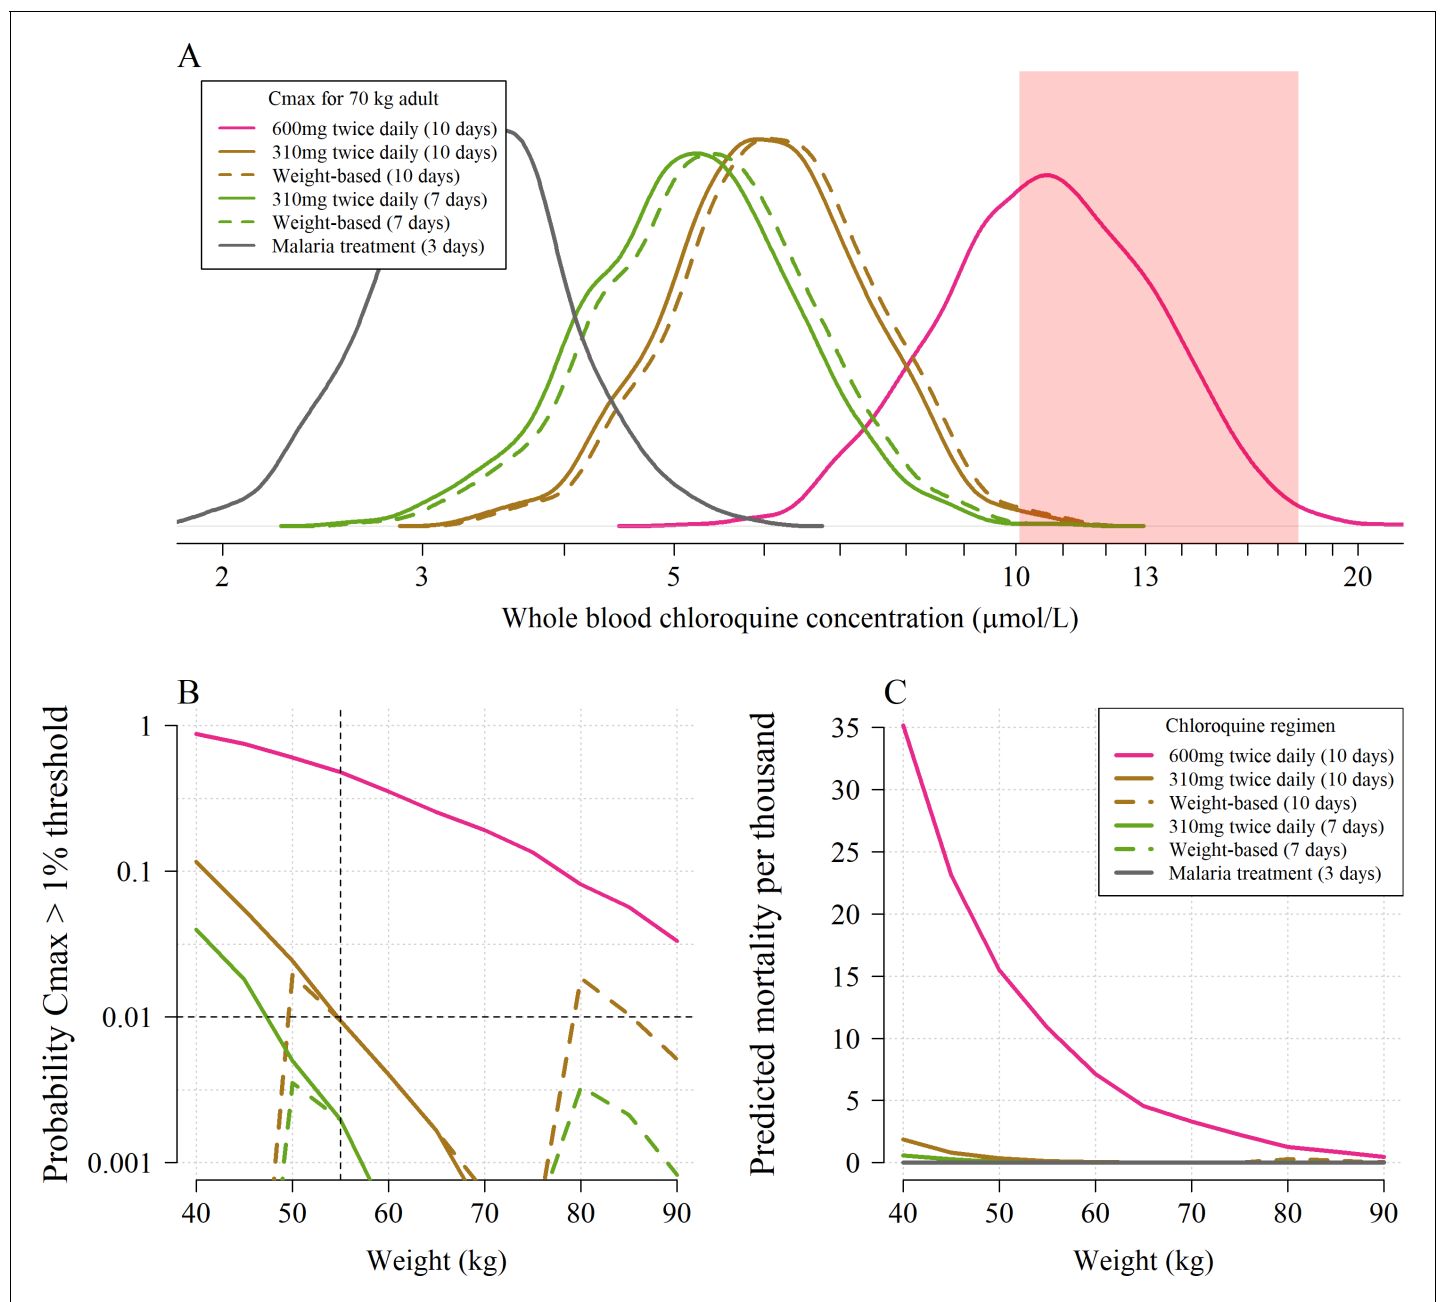 A
Cmax for 70 kg adult
600mg twice daily (10 days)
310mg twice daily (10 days)
Weight-based (10 days)
310mg twice daily (7 days)
Weight-based (7 days)
Malaria treatment (3 days)
2 3 5 10 13 20
Whole blood chloroquine concentration (μmol/L)
B
Probability Cmax > 1% threshold
1
0.1
0.01
0.001
40 50 60 70 80 90
Weight (kg)
C
Predicted mortality per thousand
35
30
25
20
15
10
5
0
Chloroquine regimen
600mg twice daily (10 days)
310mg twice daily (10 days)
Weight-based (10 days)
310mg twice daily (7 days)
Weight-based (7 days)
Malaria treatment (3 days)
40 50 60 70 80 90
Weight (kg)